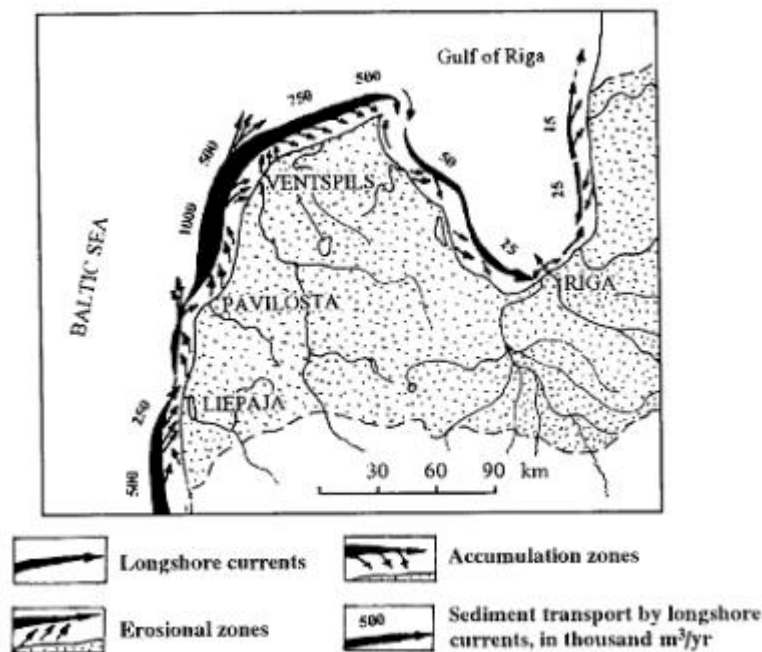 Gulf of Riga
500
750
500
1000
50
25
15
25
VENTSPILS
BALTIC SEA
RIGA
PAVILOSTA
LIEPAJA
250
500
30 60 90 km
Longshore currents
Accumulation zones
Erosional zones
500
Sediment transport by longshore
currents, in thousand m³/yr